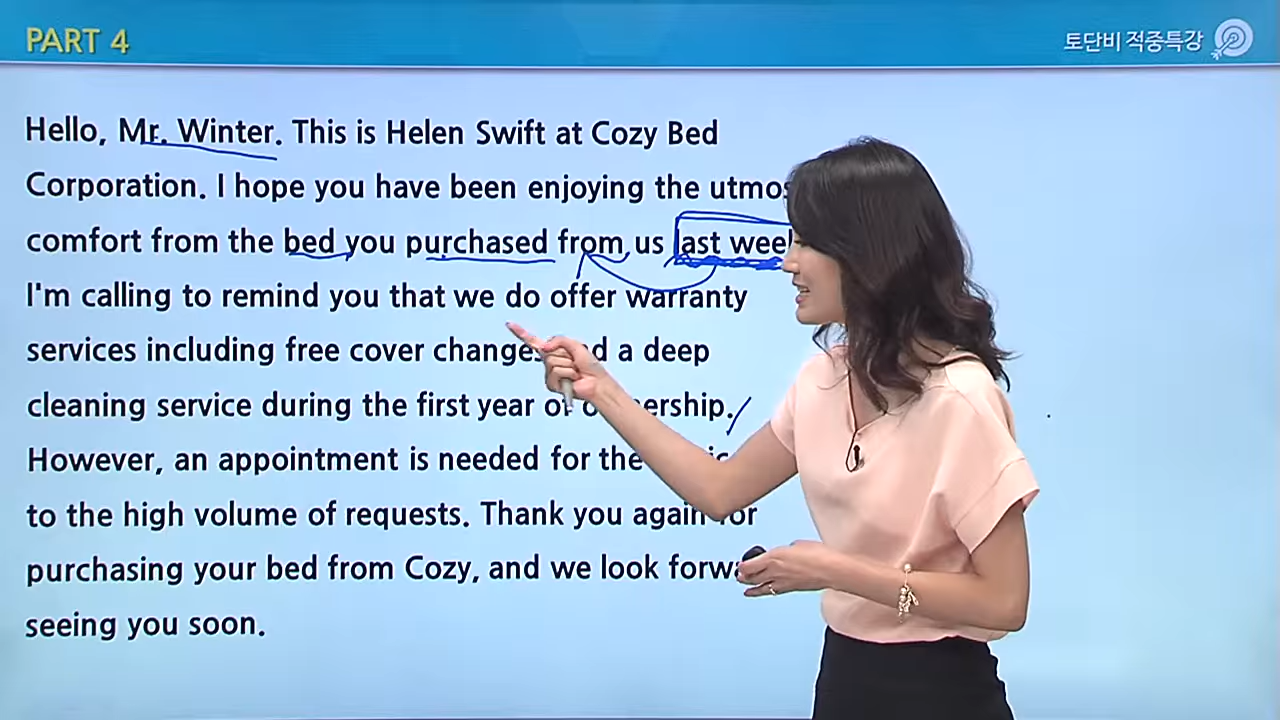 PART 4
토단비 적중특강
Hello, Mr. Winter. This is Helen Swift at Cozy Bed
Corporation. I hope you have been enjoying the
comfort from the bed you purchased from us last
I'm calling to remind you that we do offer warranty
services including free cover changes a deep
cleaning service during the first year of
However, an appointment is needed for the
to the high volume of requests. Thank you again for
purchasing your bed from Cozy, and we look
seeing you soon.